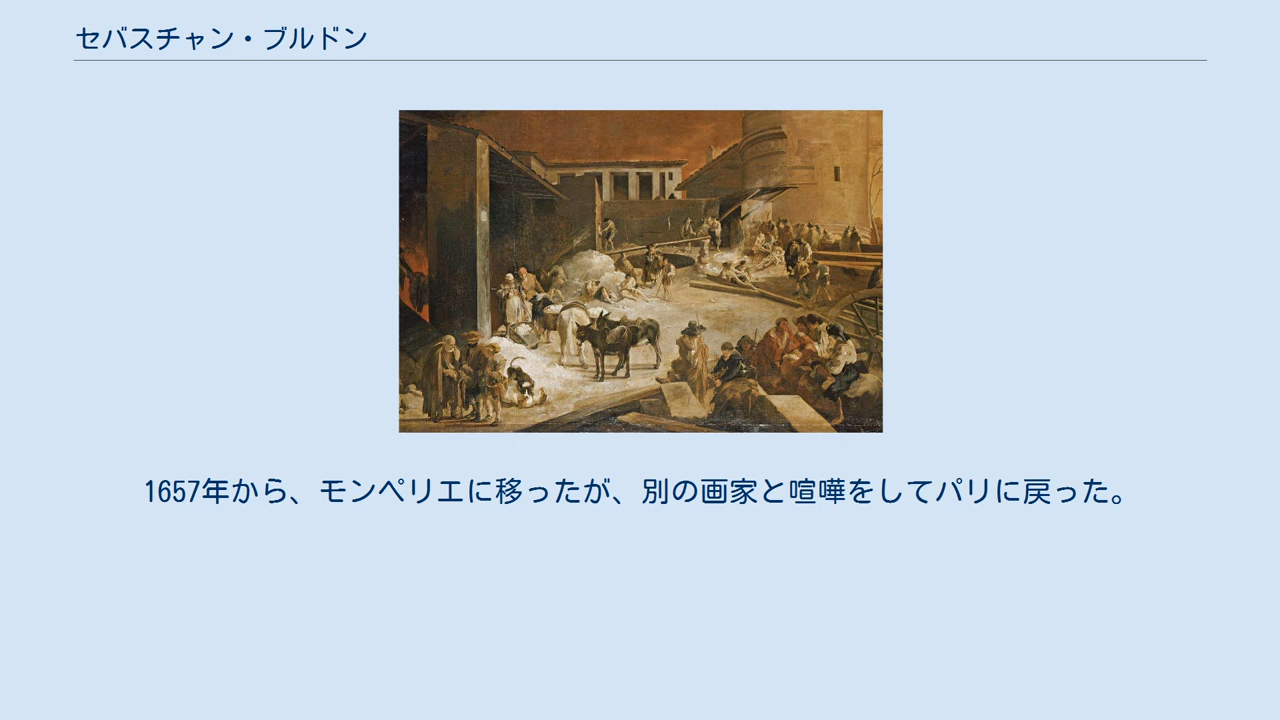 セバスチャン・ブルドン
1657年から、モンペリエに移ったが、別の画家と喧嘩をしてパリに戻った。